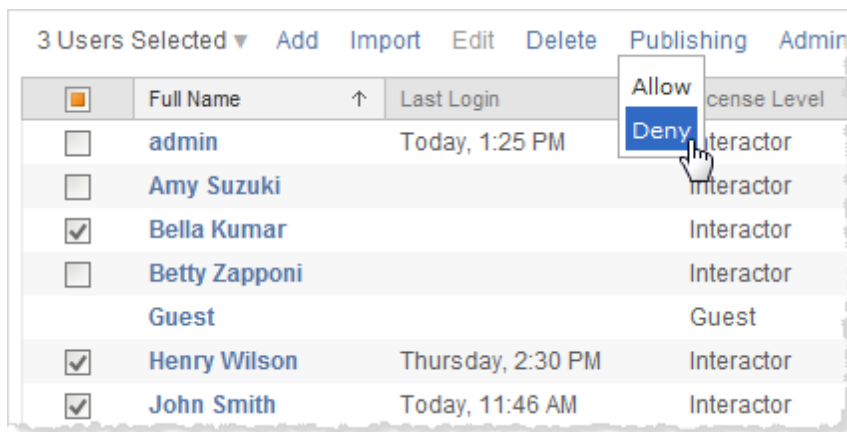 3 Users Selected ▾ Add Import Edit Delete Publishing Admin
Allow
Deny
Full Name ↑ Last Login cense Level
admin Today, 1:25 PM teractor
Amy Suzuki Interactor
Bella Kumar Interactor
Betty Zapponi Interactor
Guest Guest
Henry Wilson Thursday, 2:30 PM Interactor
John Smith Today, 11:46 AM Interactor